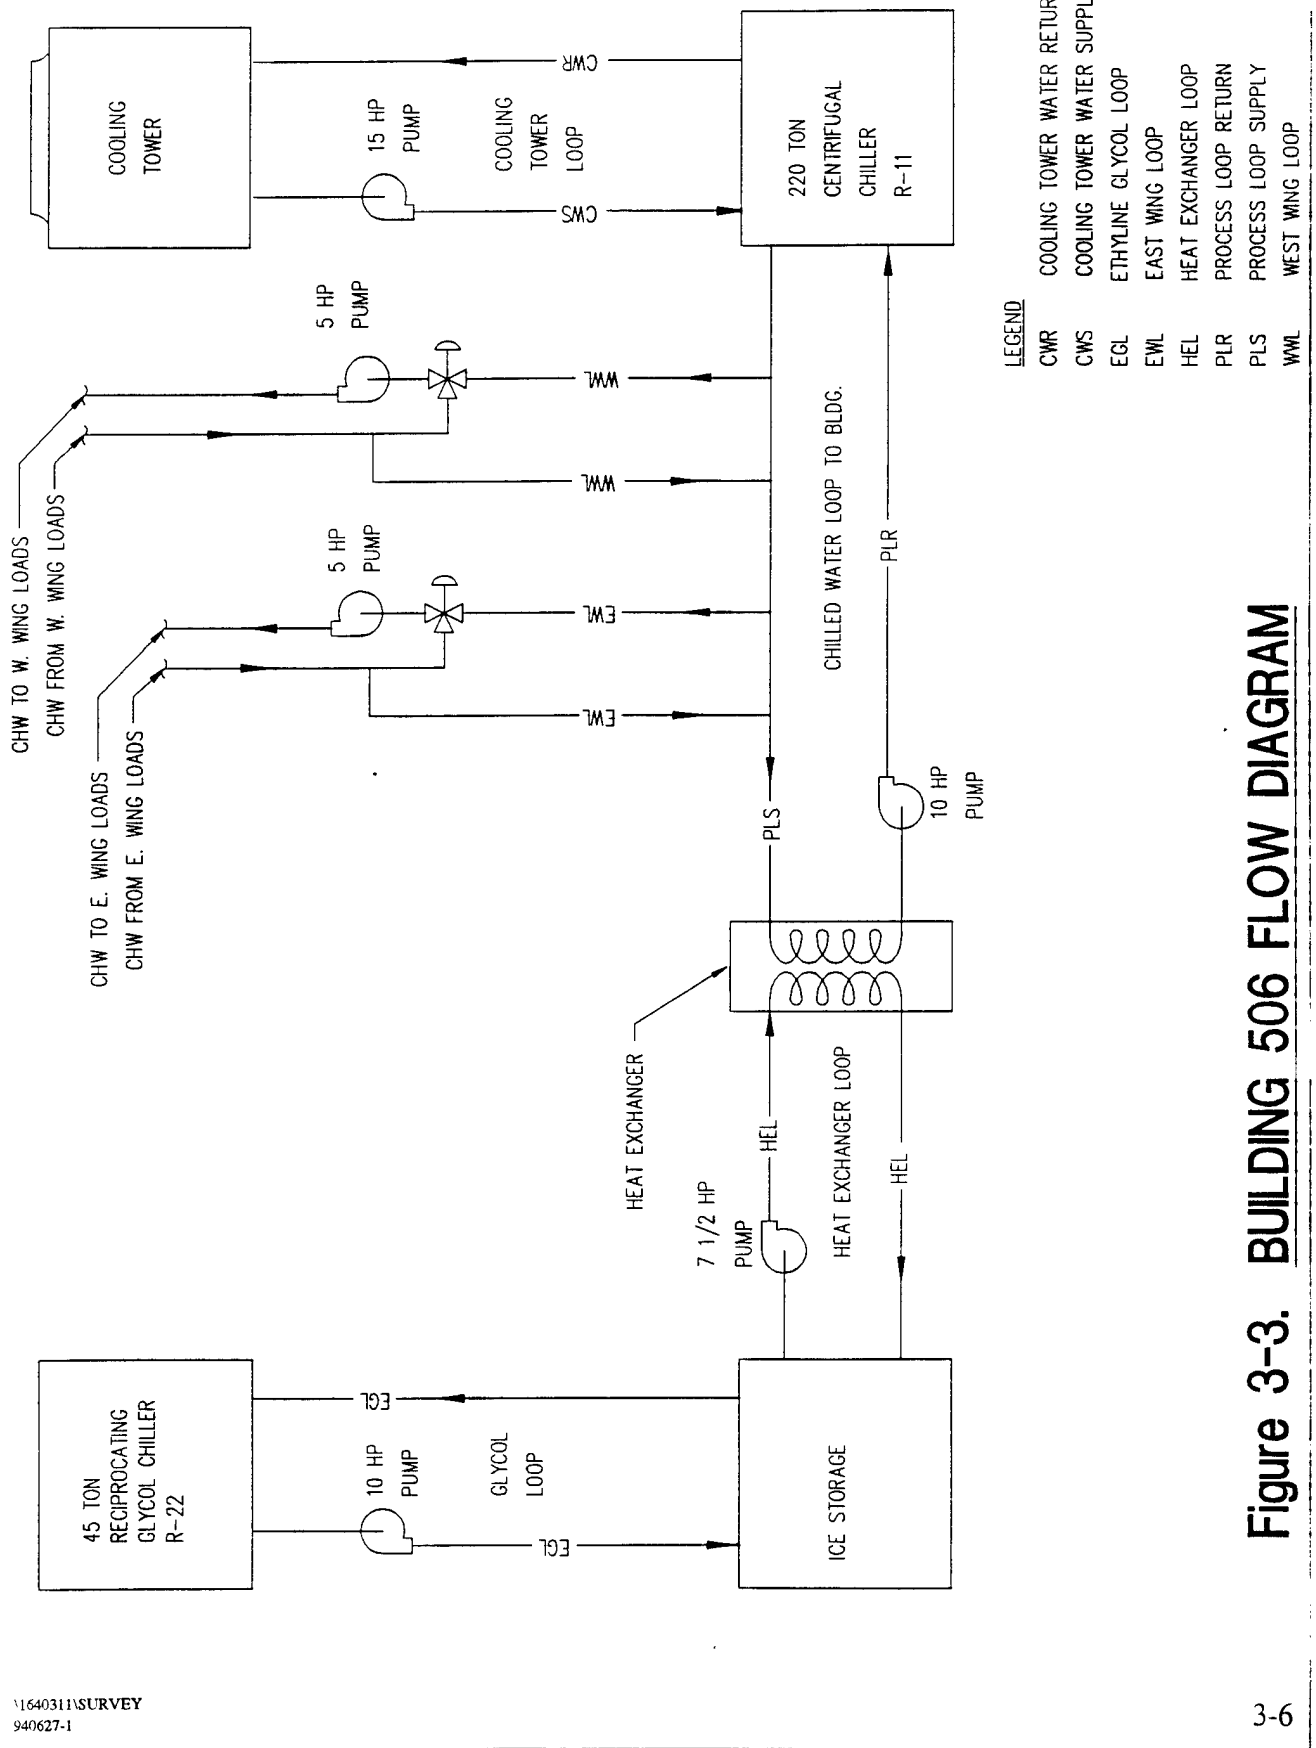 COOLING
TOWER
15 HP
PUMP
COOLING
TOWER
LOOP
CWR
CWS
220 TON
CENTRIFUGAL
CHILLER
R-11
CHW TO W. WING LOADS
CHW FROM W. WING LOADS
5 HP
PUMP
WWL
WWL
CHW TO E. WING LOADS
CHW FROM E. WING LOADS
5 HP
PUMP
EWL
EWL
CHILLED WATER LOOP TO BLDG.
PLR
PLS
10 HP
PUMP
HEAT EXCHANGER
HEL
HEAT EXCHANGER LOOP
HEL
7 1/2 HP
PUMP
45 TON
RECIPROCATING
GLYCOL CHILLER
R-22
10 HP
PUMP
GLYCOL
LOOP
EGL
EGL
ICE STORAGE
LEGEND
CWR COOLING TOWER WATER RETUR
CWS COOLING TOWER WATER SUPPL
EGL ETHYLINE GLYCOL LOOP
EWL EAST WING LOOP
HEL HEAT EXCHANGER LOOP
PLR PROCESS LOOP RETURN
PLS PROCESS LOOP SUPPLY
WWL WEST WING LOOP
Figure 3-3. BUILDING 506 FLOW DIAGRAM
\1640311\SURVEY
940627-1
3-6